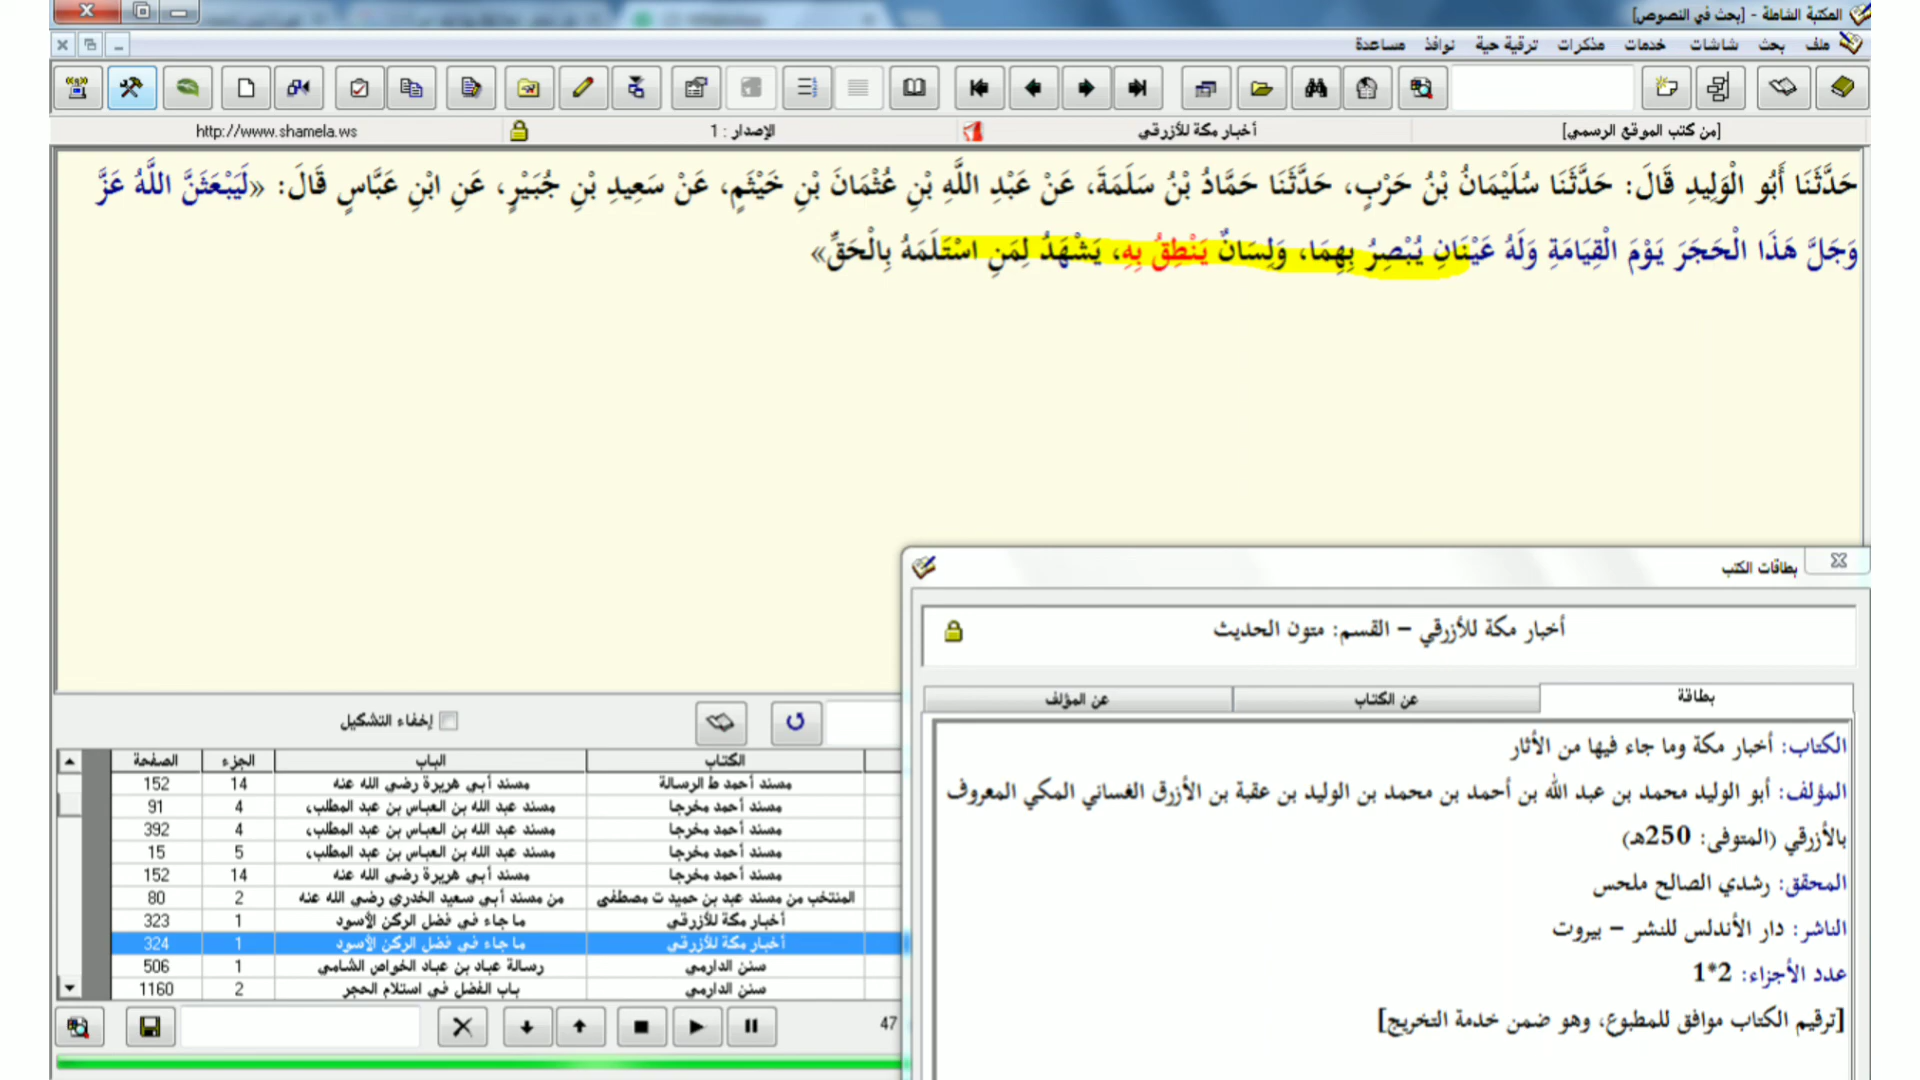 المكتبة الشاملة - [بحث في النصوص]
ملف بحث شاشات خدمات مذكرات ترقية حية نوافذ مساعدة
[من كتب الموقع الرسمي] أخبار مكة للأزرقي الإصدار : 1 http://www.shamela.ws
حَدَّثَنَا أَبُو الْوَلِيدِ قَالَ: حَدَّثَنَا سُلَيْمَانُ بْنُ حَرْبٍ، حَدَّثَنَا حَمَّادُ بْنُ سَلَمَةَ، عَنْ عَبْدِ اللَّهِ بْنِ عُثْمَانَ بْنِ خَيْثَمٍ، عَنْ سَعِيدِ بْنِ جُبَيْرٍ، عَنِ ابْنِ عَبَّاسٍ قَالَ: «لَيَبْعَثَنَّ اللَّهُ عَزَّ
وَجَلَّ هَذَا الْحَجَرَ يَوْمَ الْقِيَامَةِ وَلَهُ عَيْنَانِ يُبْصِرُ بِهِمَا، وَلِسَانٌ يَنْطِقُ بِهِ، يَشْهَدُ لِمَنِ اسْتَلَمَهُ بِالْحَقِّ»
بطاقات الكتب
أخبار مكة للأزرقي – القسم: متون الحديث
بطاقة عن الكتاب عن المؤلف
الكتاب: أخبار مكة وما جاء فيها من الأثار
المؤلف: أبو الوليد محمد بن عبد الله بن أحمد بن محمد بن الوليد بن عقبة بن الأزرق الغساني المكي المعروف
بالأزرقي (المتوفى: 250هـ)
المحقق: رشدي الصالح ملحس
الناشر: دار الأندلس للنشر – بيروت
عدد الأجزاء: 2*1
[ترقيم الكتاب موافق للمطبوع، وهو ضمن خدمة التخريج]
إخفاء التشكيل
الكتاب الباب الجزء الصفحة
مسند أحمد ط الرسالة مسند أبي هريرة رضي الله عنه 14 152
مسند أحمد مخرجا مسند عبد الله بن العباس بن عبد المطلب، 4 91
مسند أحمد مخرجا مسند عبد الله بن العباس بن عبد المطلب، 4 392
مسند أحمد مخرجا مسند عبد الله بن العباس بن عبد المطلب، 5 15
مسند أحمد مخرجا مسند أبي هريرة رضي الله عنه 14 152
المنتخب من مسند عبد بن حميد ت مصطفى من مسند أبي سعيد الخدري رضي الله عنه 2 80
أخبار مكة للأزرقي ما جاء في فضل الركن الأسود 1 323
أخبار مكة للأزرقي ما جاء في فضل الركن الأسود 1 324
سنن الدارمي رسالة عباد بن عباد الخواص الشامي 1 506
سنن الدارمي باب الفضل في استلام الحجر 2 1160
47